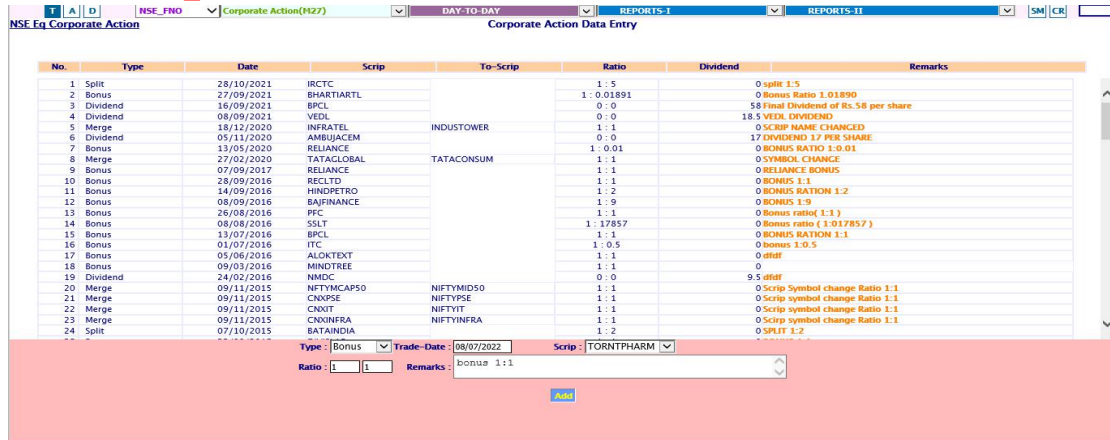 T A D NSE_FNO Corporate Action(M27) DAY-TO-DAY REPORTS-I REPORTS-II SM CR
NSE Eq Corporate Action Corporate Action Data Entry
No. Type Date Scrip To-Scrip Ratio Dividend Remarks
1 Split 28/10/2021 IRCTC 1 : 5 0 split 1:5
2 Bonus 27/09/2021 BHARTIARTL 1 : 0.01891 0 Bonus Ratio 1.01890
3 Dividend 16/09/2021 BPCL 0 : 0 58 Final Dividend of Rs.58 per share
4 Dividend 08/09/2021 VEDL 0 : 0 18.5 VEDL DIVIDEND
5 Merge 18/12/2020 INFRATEL INDUSTOWER 1 : 1 0 SCRIP NAME CHANGED
6 Dividend 05/11/2020 AMBUJACEM 0 : 0 17 DIVIDEND 17 PER SHARE
7 Bonus 13/05/2020 RELIANCE 1 : 0.01 0 BONUS RATIO 1:0.01
8 Merge 27/02/2020 TATAGLOBAL TATACONSUM 1 : 1 0 SYMBOL CHANGE
9 Bonus 07/09/2017 RELIANCE 1 : 1 0 RELIANCE BONUS
10 Bonus 28/09/2016 RECLTD 1 : 1 0 BONUS 1:1
11 Bonus 14/09/2016 HINDPETRO 1 : 2 0 BONUS RATION 1:2
12 Bonus 08/09/2016 BAJFINANCE 1 : 9 0 BONUS 1:9
13 Bonus 26/08/2016 PFC 1 : 1 0 Bonus ratio( 1:1 )
14 Bonus 08/08/2016 SSLT 1 : 17857 0 Bonus ratio ( 1:017857 )
15 Bonus 13/07/2016 BPCL 1 : 1 0 BONUS RATION 1:1
16 Bonus 01/07/2016 ITC 1 : 0.5 0 bonus 1:0.5
17 Bonus 05/06/2016 ALOKTEXT 1 : 1 0 dfdf
18 Bonus 09/03/2016 MINDTREE 1 : 1 0
19 Dividend 24/02/2016 NMDC 0 : 0 9.5 dfdf
20 Merge 09/11/2015 NFTYMCAP50 NIFTYMID50 1 : 1 0 Scrip Symbol change Ratio 1:1
21 Merge 09/11/2015 CNXPSE NIFTYPSE 1 : 1 0 Scrip symbol change Ratio 1:1
22 Merge 09/11/2015 CNXIT NIFTYIT 1 : 1 0 Scrip symbol change Ratio 1:1
23 Merge 09/11/2015 CNXINFRA NIFTYINFRA 1 : 1 0 Scirp symbol change Ratio 1:1
24 Split 07/10/2015 BATAINDIA 1 : 2 0 SPLIT 1:2
Type : Bonus Trade-Date : 08/07/2022 Scrip : TORNTPHARM
Ratio : 1 1 Remarks : bonus 1:1
Add